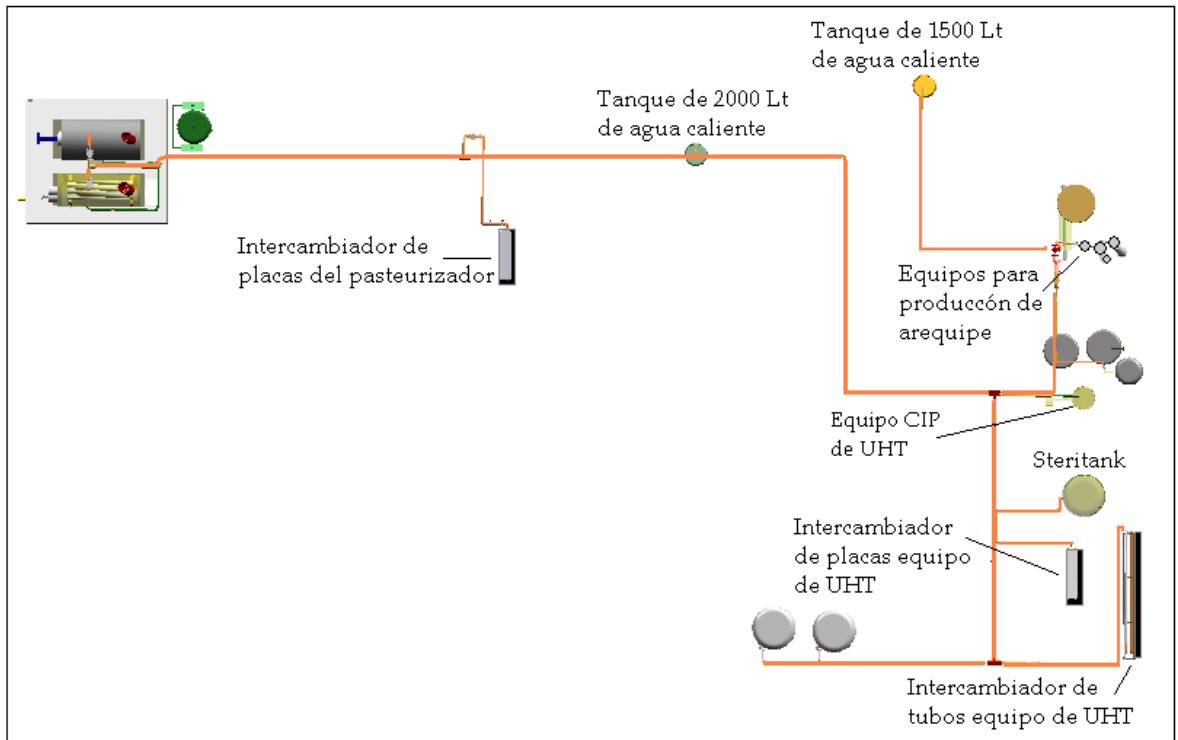 Tanque de 1500 Lt
de agua caliente
Tanque de 2000 Lt
de agua caliente
Intercambiador de
placas del pasteurizador
Equipos para
produccón de
arequipe
Equipo CIP
de UHT
Steritank
Intercambiador
de placas equipo
de UHT
Intercambiador de
tubos equipo de UHT